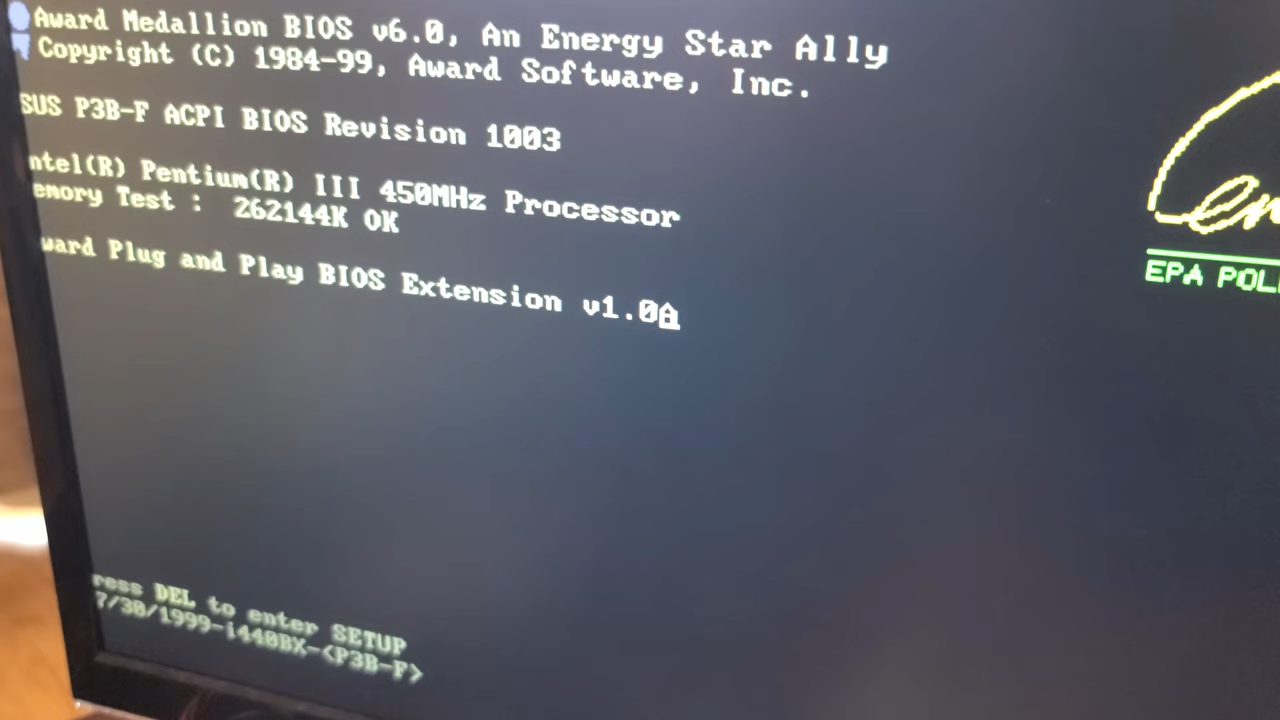 Award Medallion BIOS v6.0, An Energy Star Ally
Copyright (C) 1984-99, Award Software, Inc.
SUS P3B-F ACPI BIOS Revision 1003
ntel(R) Pentium(R) III 450MHz Processor
emory Test : 262144K OK
ward Plug and Play BIOS Extension v1.0A
ress DEL to enter SETUP
7/30/1999-i440BX-<P3B-F>
en
EPA POL